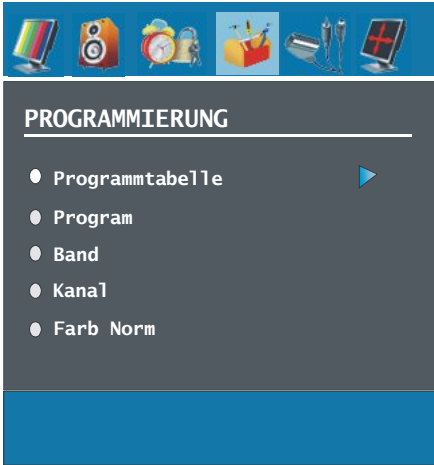 PROGRAMMIERUNG
Programmtabelle
Program
Band
Kanal
Farb Norm